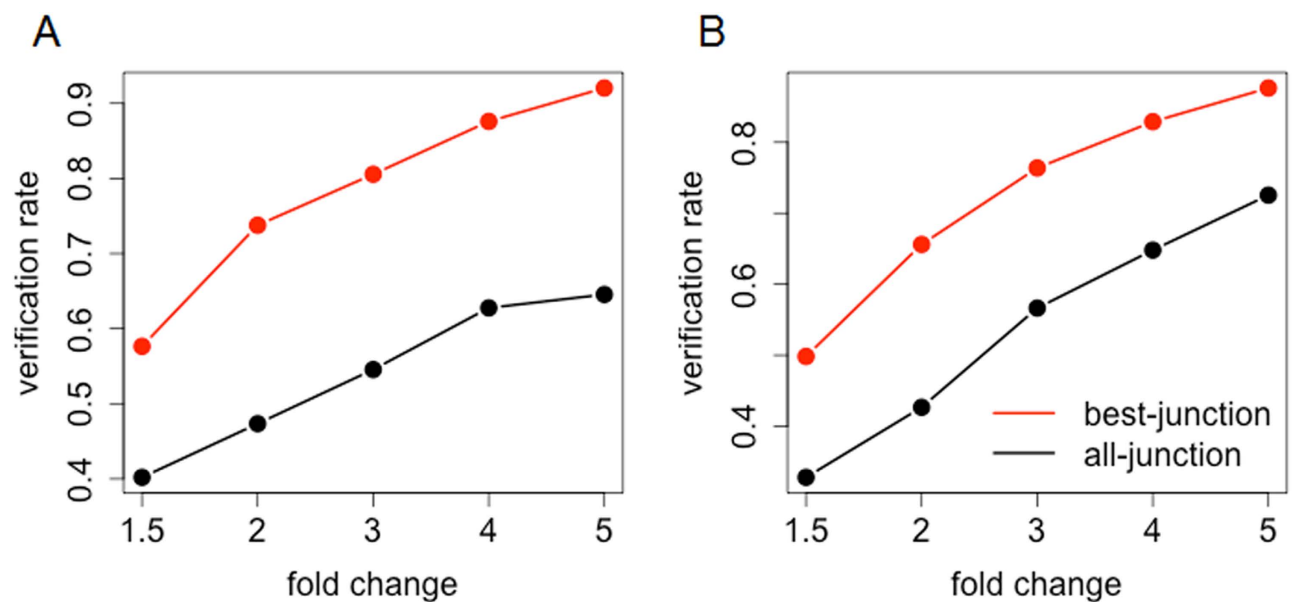 A
verification rate
0.9
0.8
0.7
0.6
0.5
0.4
1.5 2 3 4 5
fold change
B
verification rate
0.8
0.6
0.4
best-junction
all-junction
1.5 2 3 4 5
fold change